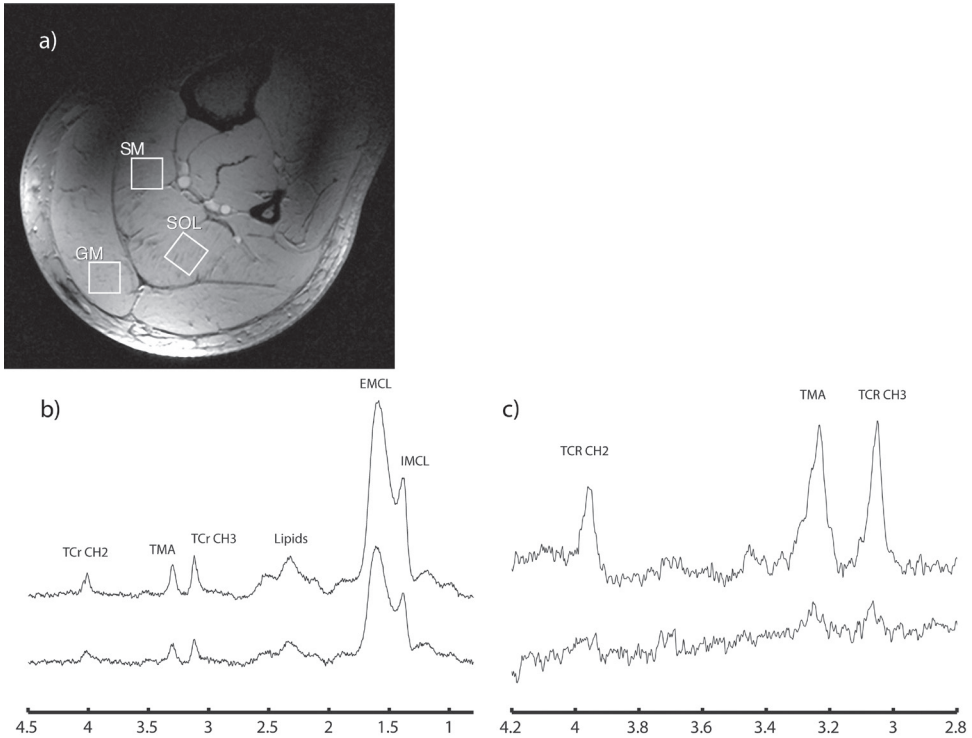 a)
SM
SOL
GM
b)
EMCL
IMCL
TCr CH2
TMA
TCr CH3
Lipids
4.5 4 3.5 3 2.5 2 1.5 1
c)
TMA
TCR CH3
TCR CH2
4.2 4 3.8 3.6 3.4 3.2 3 2.8